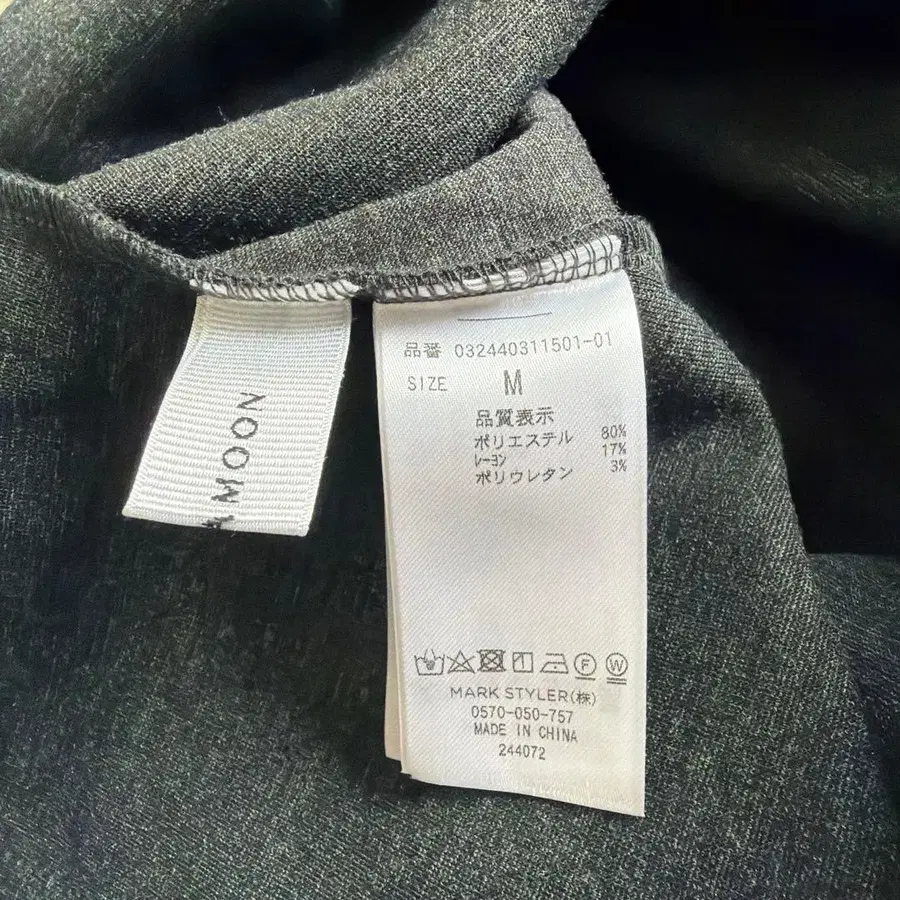 MOON
品番 032440311501-01
SIZE M
品質表示
ポリエステル 80%
レーヨン 17%
ポリウレタン 3%
F W
MARK STYLER(株)
0570-050-757
MADE IN CHINA
244072